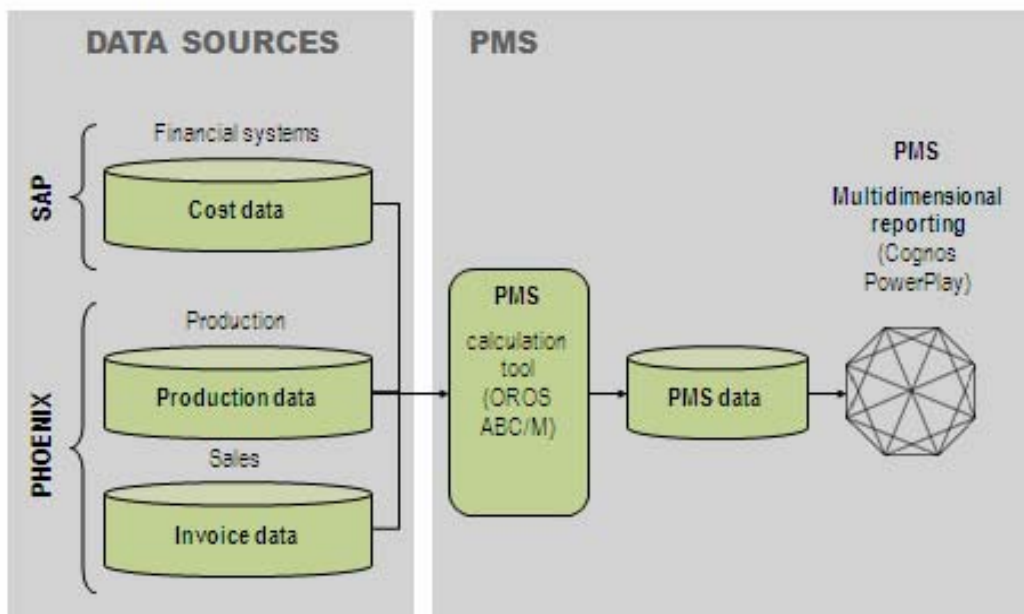 DATA SOURCES
SAP
Financial systems
Cost data
PHOENIX
Production
Production data
Sales
Invoice data
PMS
PMS
calculation
tool
(OROS
ABC/M)
PMS data
PMS
Multidimensional
reporting
(Cognos
PowerPlay)